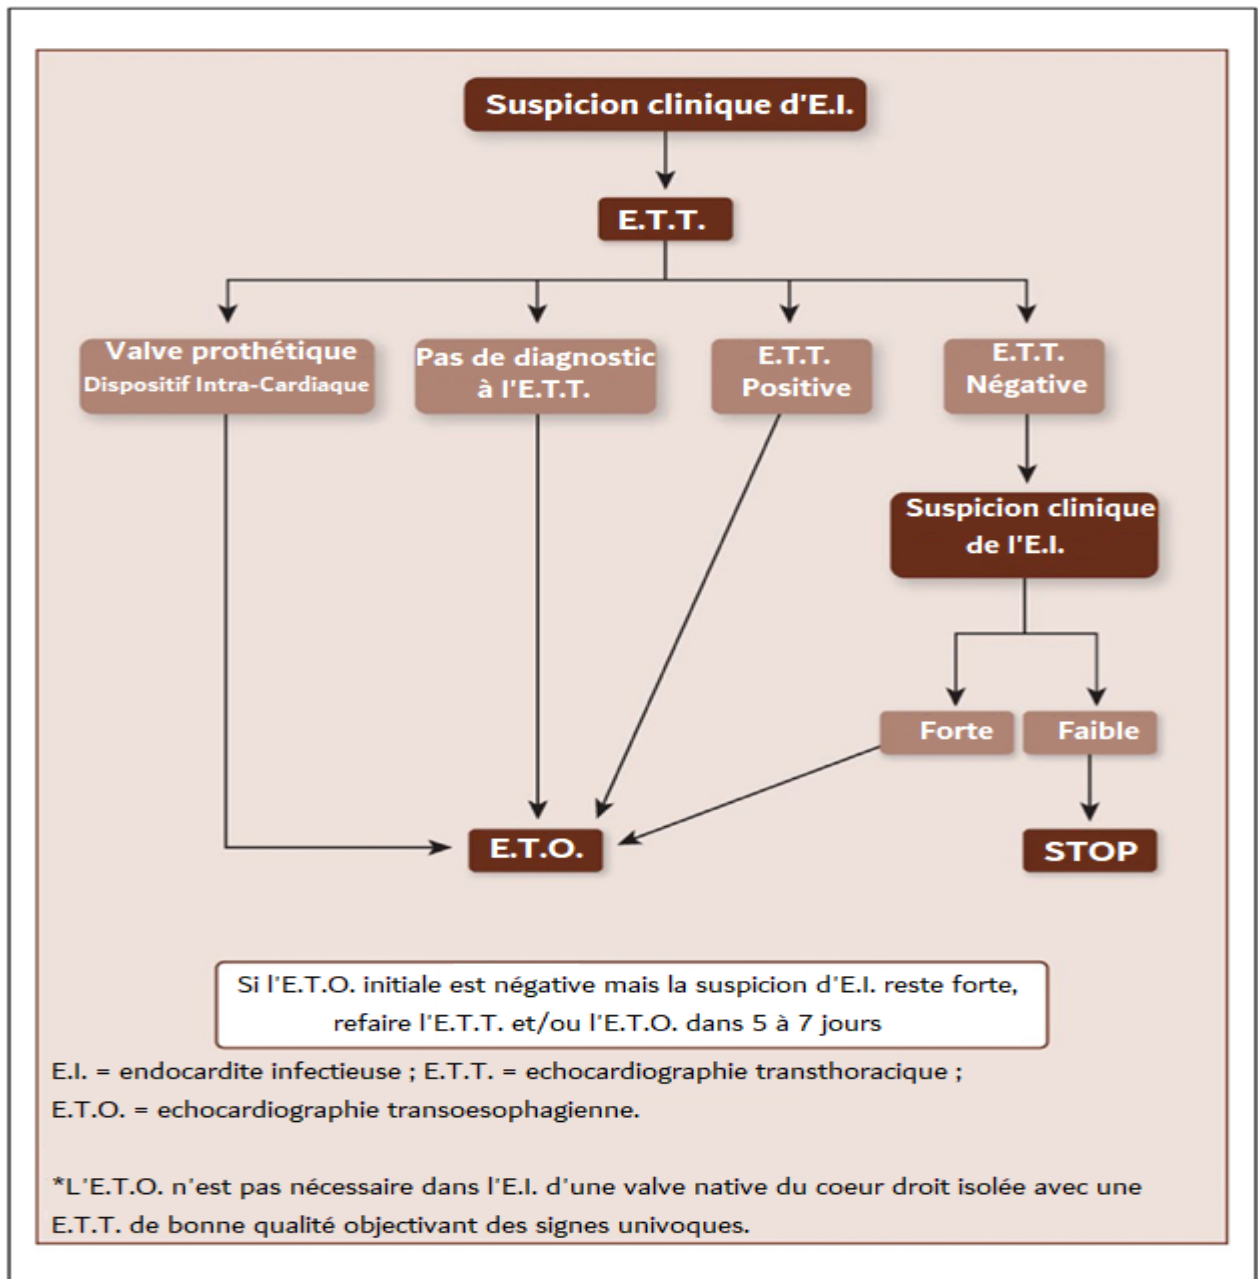 Suspicion clinique d'E.I.
E.T.T.
Valve prothétique
Dispositif Intra-Cardiaque
Pas de diagnostic
à l'E.T.T.
E.T.T.
Positive
E.T.T.
Négative
Suspicion clinique
de l'E.I.
Forte
Faible
E.T.O.
STOP
Si l'E.T.O. initiale est négative mais la suspicion d'E.I. reste forte,
refaire l'E.T.T. et/ou l'E.T.O. dans 5 à 7 jours
E.I. = endocardite infectieuse ; E.T.T. = echocardiographie transthoracique ;
E.T.O. = echocardiographie transoesophagienne.
*L'E.T.O. n'est pas nécessaire dans l'E.I. d'une valve native du coeur droit isolée avec une
E.T.T. de bonne qualité objectivant des signes univoques.